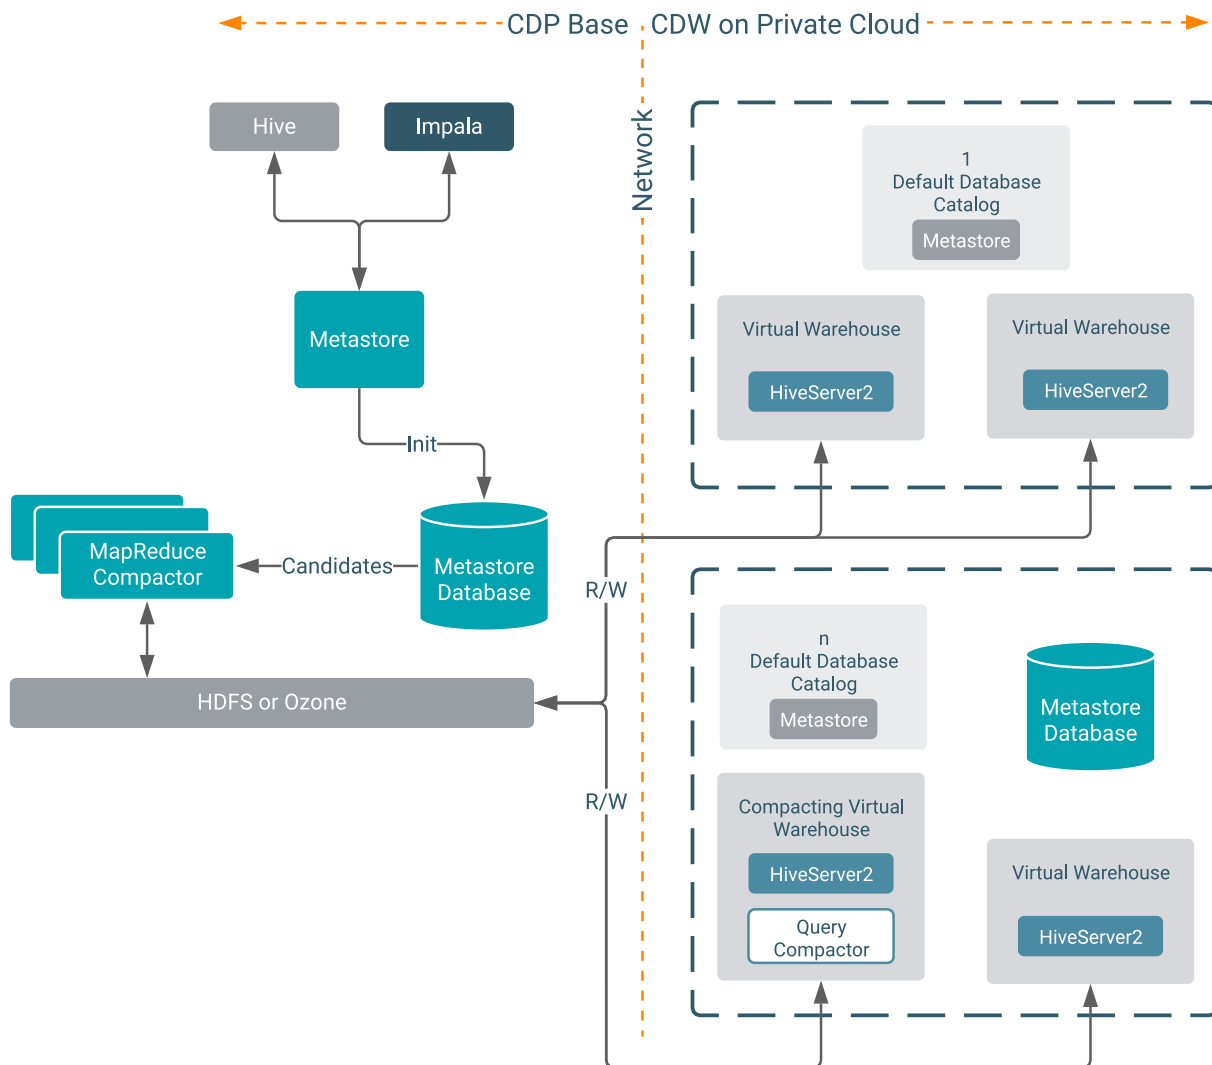 CDP Base
CDW on Private Cloud
Network
Hive
Impala
Metastore
Init
MapReduce
Compactor
Candidates
Metastore
Database
HDFS or Ozone
R/W
R/W
1
Default Database
Catalog
Metastore
Virtual Warehouse
HiveServer2
Virtual Warehouse
HiveServer2
n
Default Database
Catalog
Metastore
Metastore
Database
Compacting Virtual
Warehouse
HiveServer2
Query
Compactor
Virtual Warehouse
HiveServer2